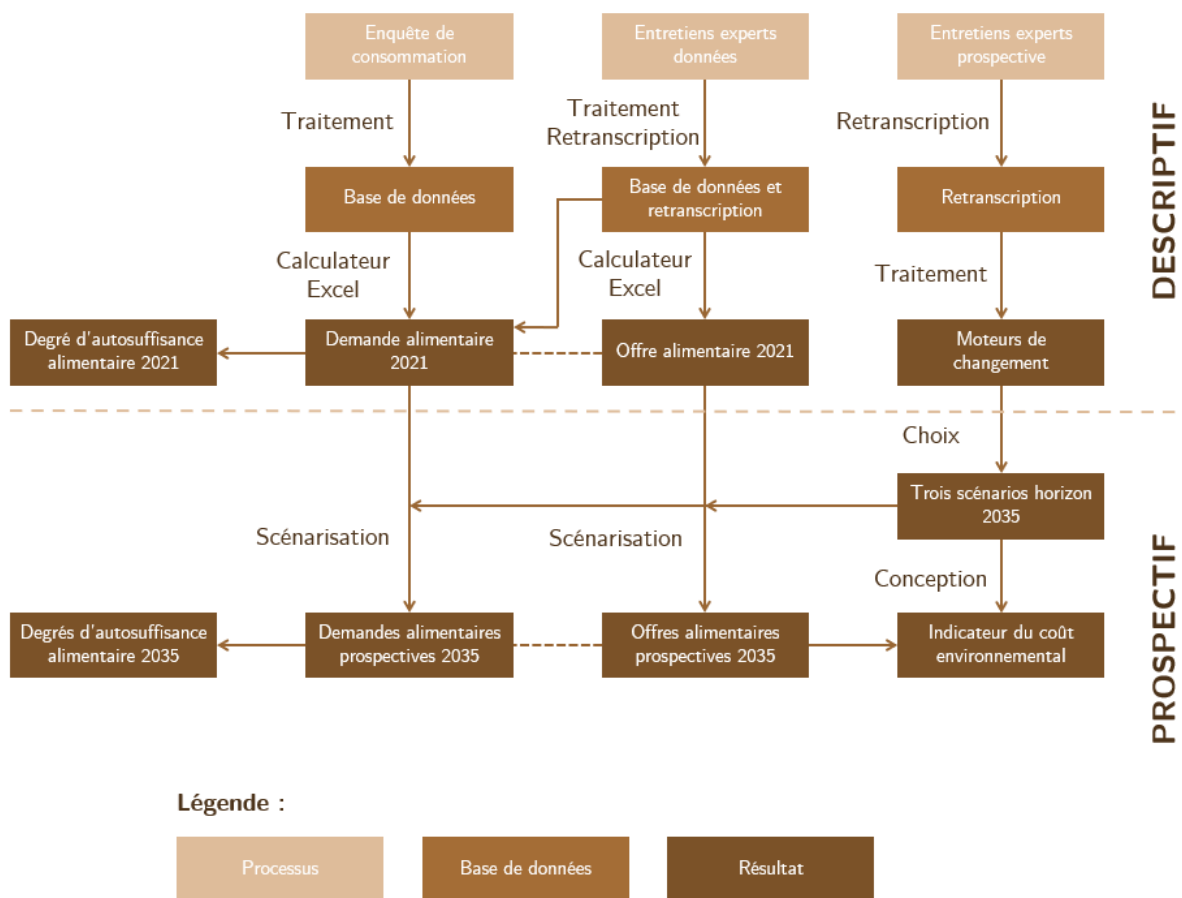 Enquête de
consommation
Entretiens experts
données
Entretiens experts
prospective
Traitement
Traitement
Retranscription
Retranscription
DESCRIPTIF
Base de données
Base de données et
retranscription
Retranscription
Calculateur
Excel
Calculateur
Excel
Traitement
Degré d'autosuffisance
alimentaire 2021
Demande alimentaire
2021
Offre alimentaire 2021
Moteurs de
changement
Choix
Trois scénarios horizon
2035
Scénarisation
Scénarisation
Conception
PROSPECTIF
Degrés d'autosuffisance
alimentaire 2035
Demandes alimentaires
prospectives 2035
Offres alimentaires
prospectives 2035
Indicateur du coût
environnemental
Légende :
Processus
Base de données
Résultat